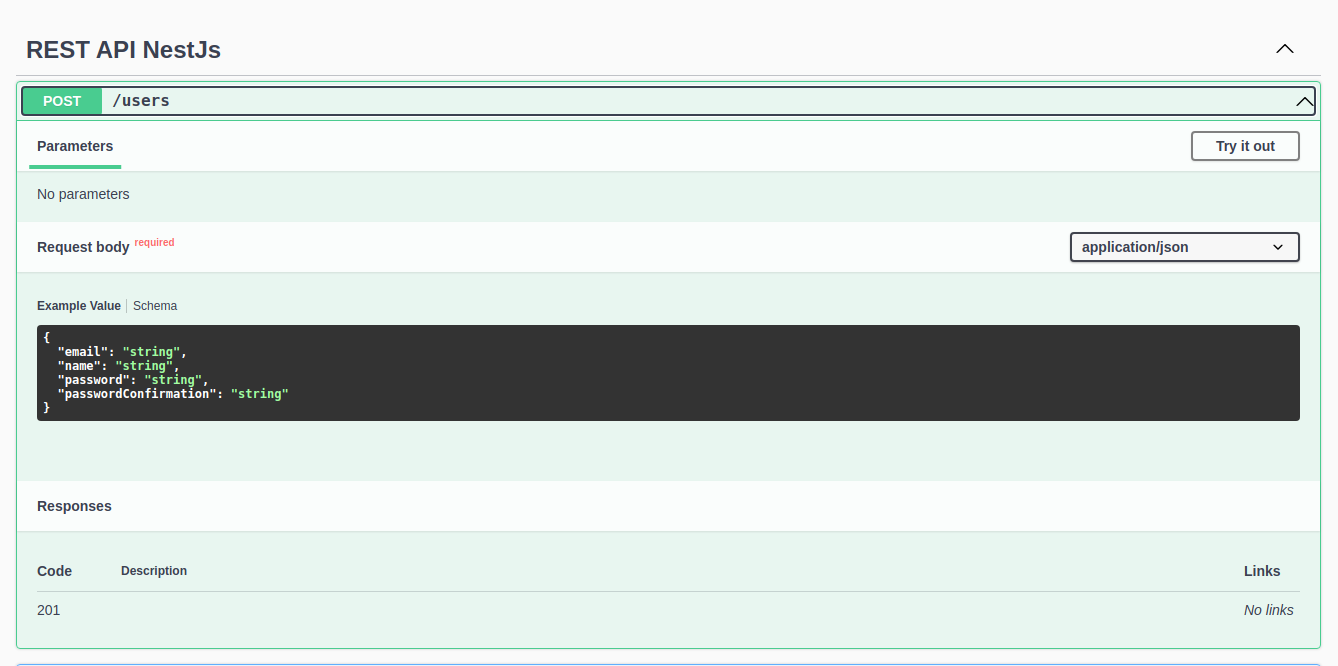 REST API NestJs
POST /users
Parameters
Try it out
No parameters
Request body required
application/json
Example Value Schema
{
  "email": "string",
  "name": "string",
  "password": "string",
  "passwordConfirmation": "string"
}
Responses
Code Description Links
201 No links